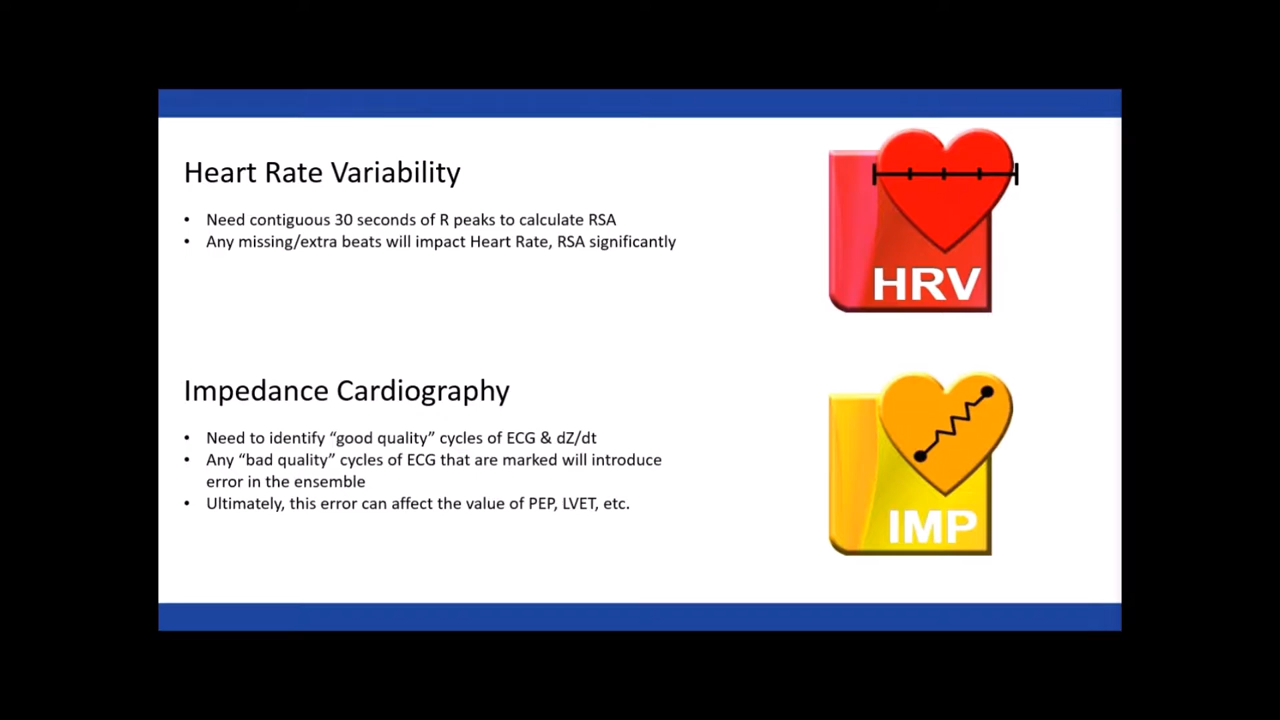 Heart Rate Variability
• Need contiguous 30 seconds of R peaks to calculate RSA
• Any missing/extra beats will impact Heart Rate, RSA significantly
HRV
Impedance Cardiography
• Need to identify “good quality” cycles of ECG & dZ/dt
• Any “bad quality” cycles of ECG that are marked will introduce
error in the ensemble
• Ultimately, this error can affect the value of PEP, LVET, etc.
IMP